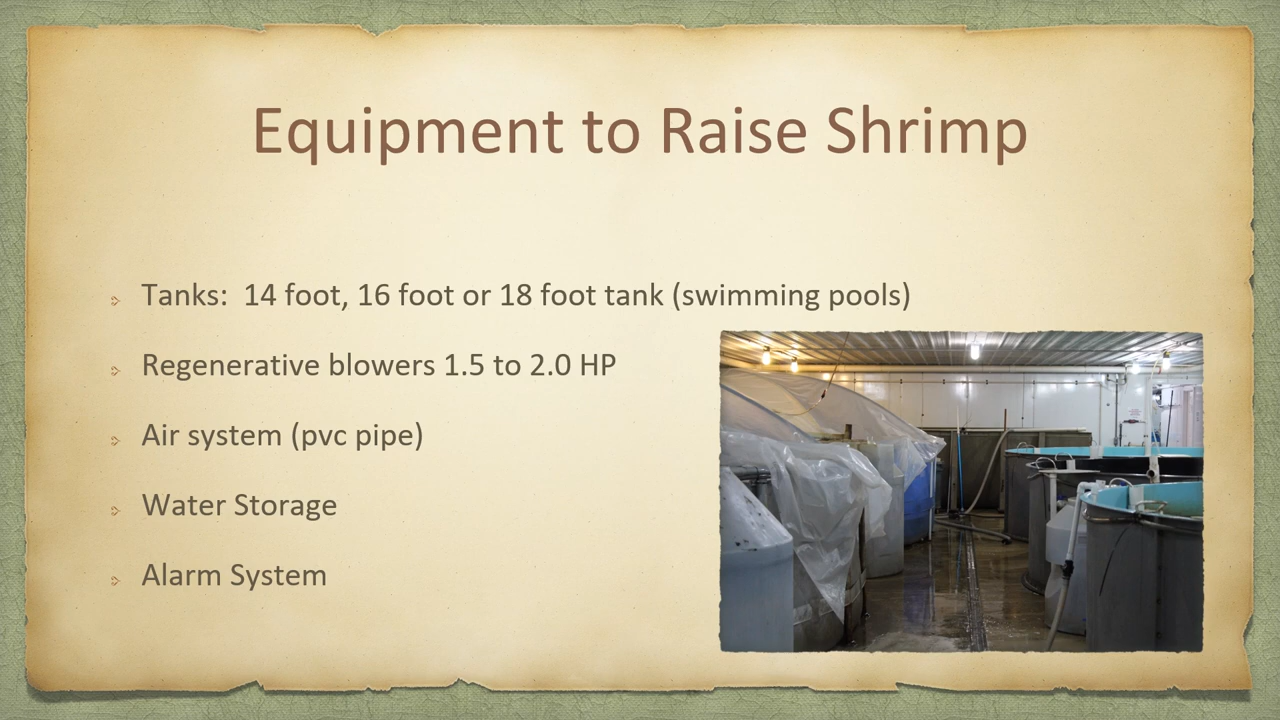 Equipment to Raise Shrimp
Tanks:  14 foot, 16 foot or 18 foot tank (swimming pools)
Regenerative blowers 1.5 to 2.0 HP
Air system (pvc pipe)
Water Storage
Alarm System